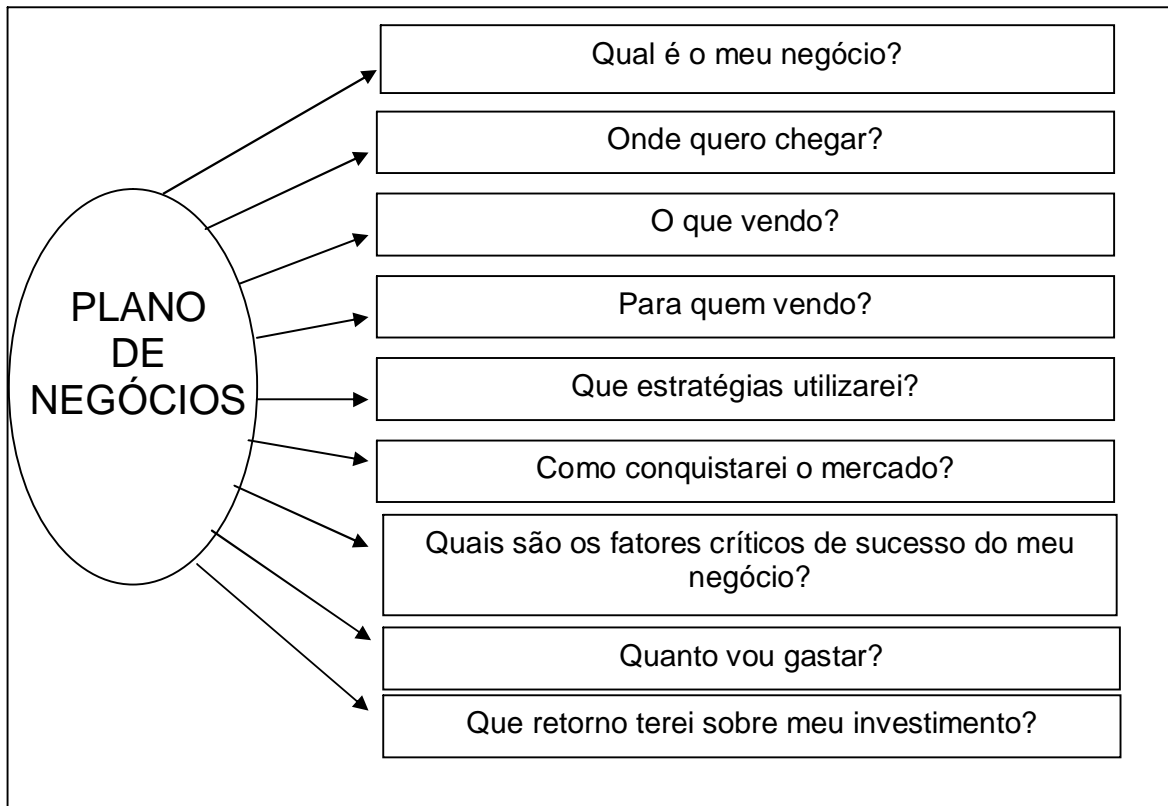 Qual é o meu negócio?
Onde quero chegar?
O que vendo?
Para quem vendo?
PLANO
DE
NEGÓCIOS
Que estratégias utilizarei?
Como conquistarei o mercado?
Quais são os fatores críticos de sucesso do meu
negócio?
Quanto vou gastar?
Que retorno terei sobre meu investimento?